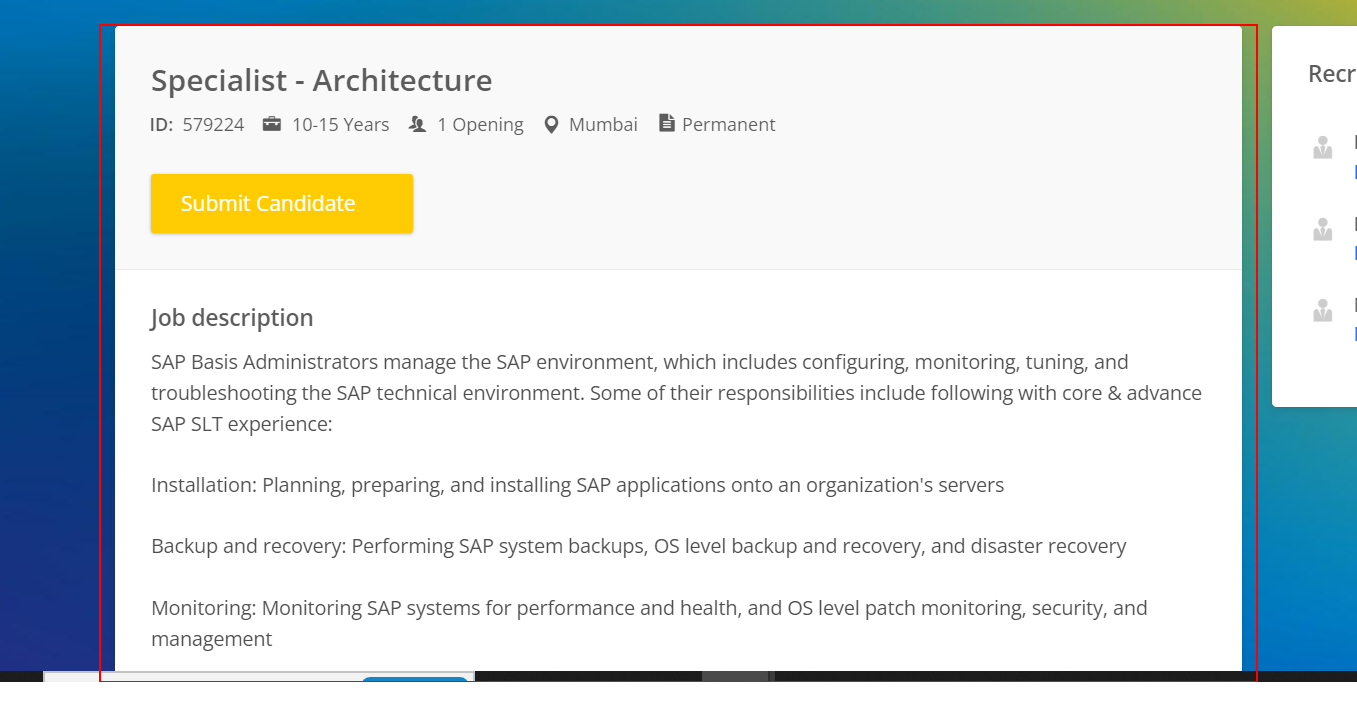 Specialist - Architecture
ID: 579224 10-15 Years 1 Opening Mumbai Permanent
Submit Candidate
Job description
SAP Basis Administrators manage the SAP environment, which includes configuring, monitoring, tuning, and
troubleshooting the SAP technical environment. Some of their responsibilities include following with core & advance
SAP SLT experience:
Installation: Planning, preparing, and installing SAP applications onto an organization's servers
Backup and recovery: Performing SAP system backups, OS level backup and recovery, and disaster recovery
Monitoring: Monitoring SAP systems for performance and health, and OS level patch monitoring, security, and
management
Recr